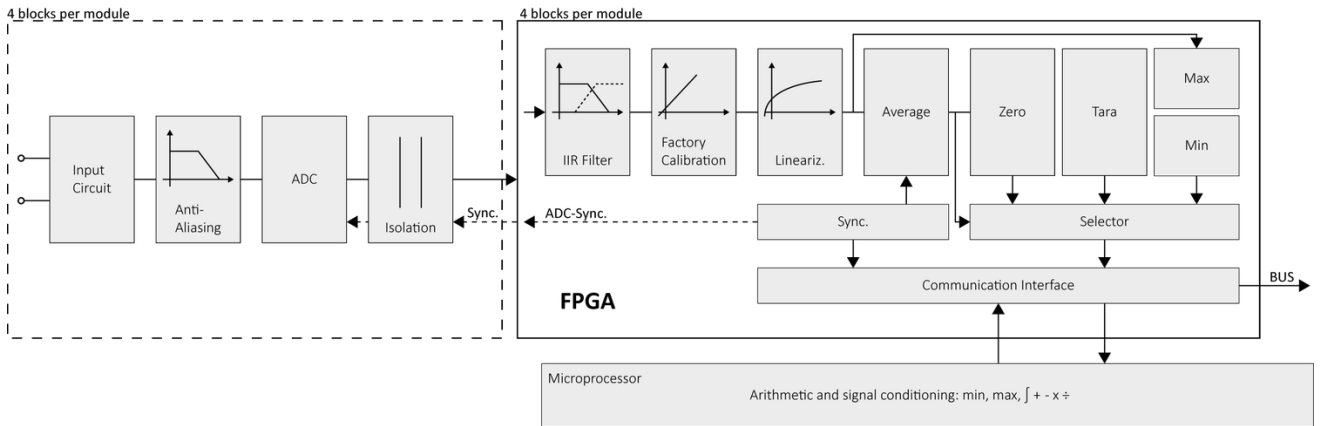 4 blocks per module
4 blocks per module
Input
Circuit
Anti-
Aliasing
ADC
Isolation
Sync.
ADC-Sync.
IIR Filter
Factory
Calibration
Lineariz.
Average
Zero
Tara
Max
Min
Sync.
Selector
Communication Interface
BUS
FPGA
Microprocessor
Arithmetic and signal conditioning: min, max, ∫ + - x ÷